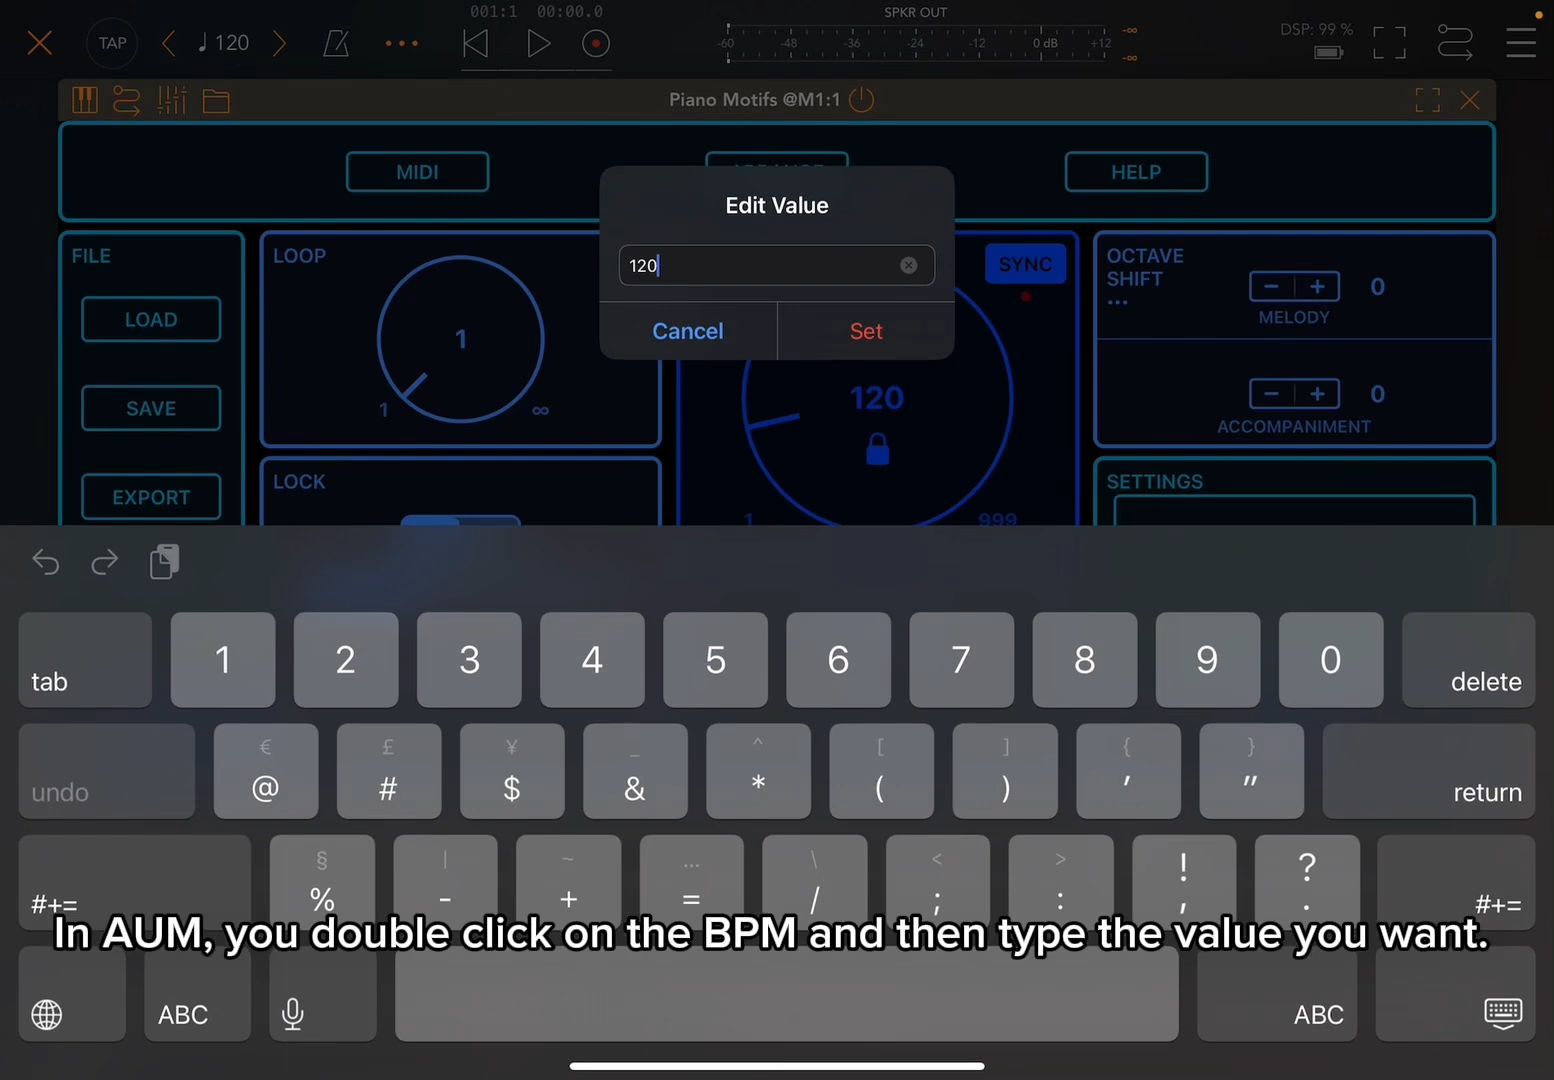 001:1 00:00.0
SPKR OUT
TAP
120
-60 -48 -36 -24 -12 0 dB +12
-∞
-∞
DSP: 99 %
Piano Motifs @M1:1
MIDI
HELP
Edit Value
120
Cancel
Set
FILE
LOAD
SAVE
EXPORT
LOOP
1
1
∞
LOCK
SYNC
120
1
999
OCTAVE
SHIFT
...
- + 0
MELODY
- + 0
ACCOMPANIMENT
SETTINGS
tab 1 2 3 4 5 6 7 8 9 0 delete
€ £ ¥ _ ^ [ ] { }
undo @ # $ & * ( ) ' " return
§ | ~ … \ < > ! ?
#+= % - + = / ; : , . #+=
In AUM, you double click on the BPM and then type the value you want.
ABC ABC